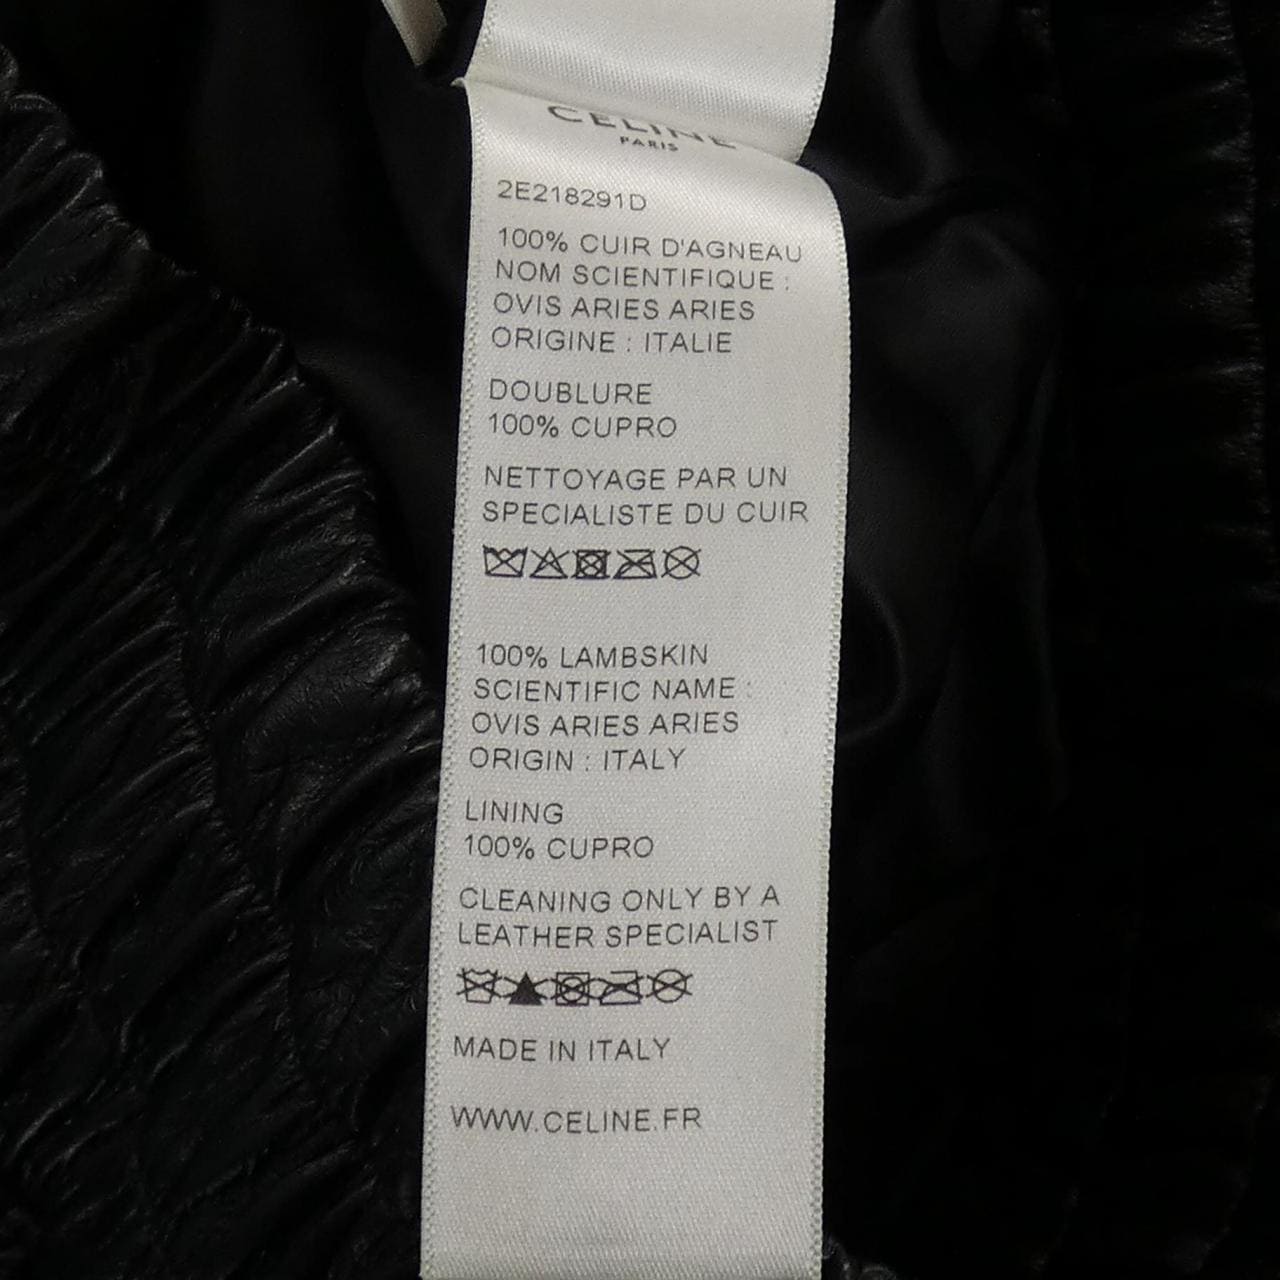 CELINE
PARIS
2E218291D
100% CUIR D'AGNEAU
NOM SCIENTIFIQUE :
OVIS ARIES ARIES
ORIGINE : ITALIE
DOUBLURE
100% CUPRO
NETTOYAGE PAR UN
SPECIALISTE DU CUIR
100% LAMBSKIN
SCIENTIFIC NAME :
OVIS ARIES ARIES
ORIGIN : ITALY
LINING
100% CUPRO
CLEANING ONLY BY A
LEATHER SPECIALIST
MADE IN ITALY
WWW.CELINE.FR